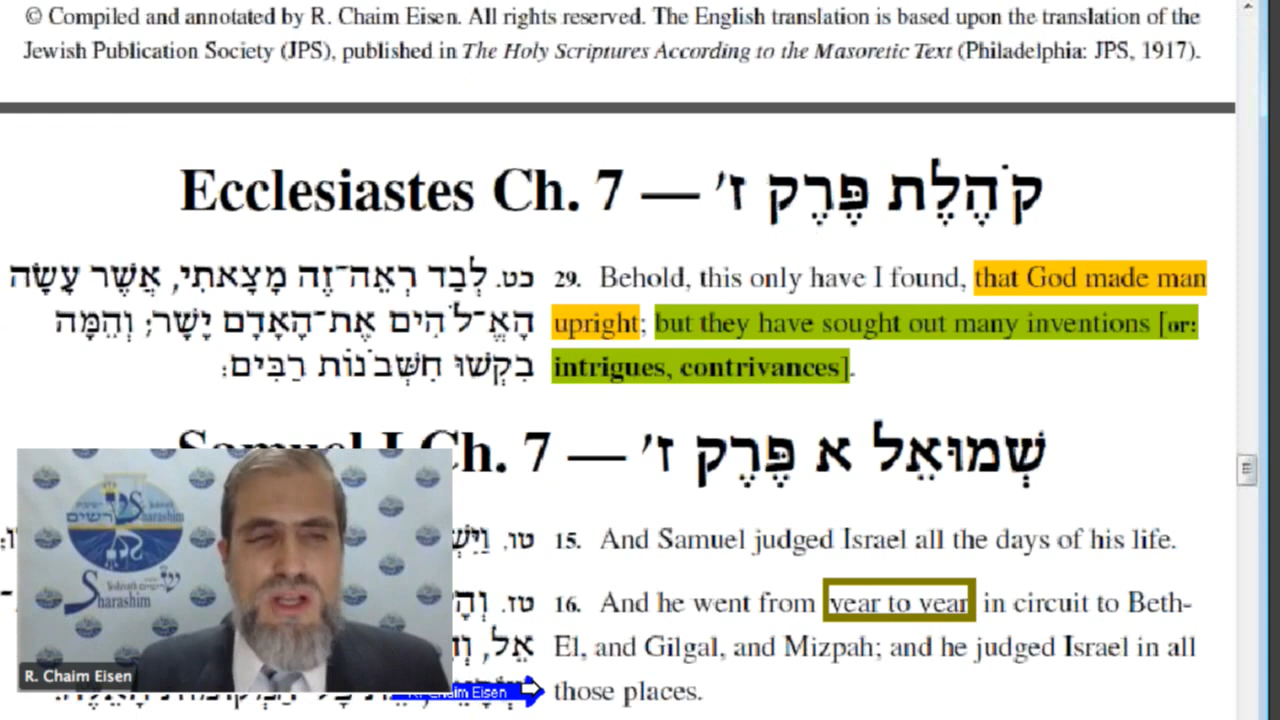 © Compiled and annotated by R. Chaim Eisen. All rights reserved. The English translation is based upon the translation of the
Jewish Publication Society (JPS), published in The Holy Scriptures According to the Masoretic Text (Philadelphia: JPS, 1917).
Ecclesiastes Ch. 7 — קֹהֶלֶת פֶּרֶק ז׳
29. Behold, this only have I found, that God made man
upright; but they have sought out many inventions [or:
intrigues, contrivances].
כט. לְבַד רְאֵה־זֶה מָצָאתִי, אֲשֶׁר עָשָׂה
הָאֱ־לֹהִים אֶת־הָאָדָם יָשָׁר; וְהֵמָּה
בִקְשׁוּ חִשְּׁבֹנוֹת רַבִּים:
Samuel I Ch. 7 — שְׁמוּאֵל א פֶּרֶק ז׳
15. And Samuel judged Israel all the days of his life.
16. And he went from year to year in circuit to Beth-
El, and Gilgal, and Mizpah; and he judged Israel in all
those places.
טו.
טז.
אֵל,
Yeshivath
Sharashim
R. Chaim Eisen